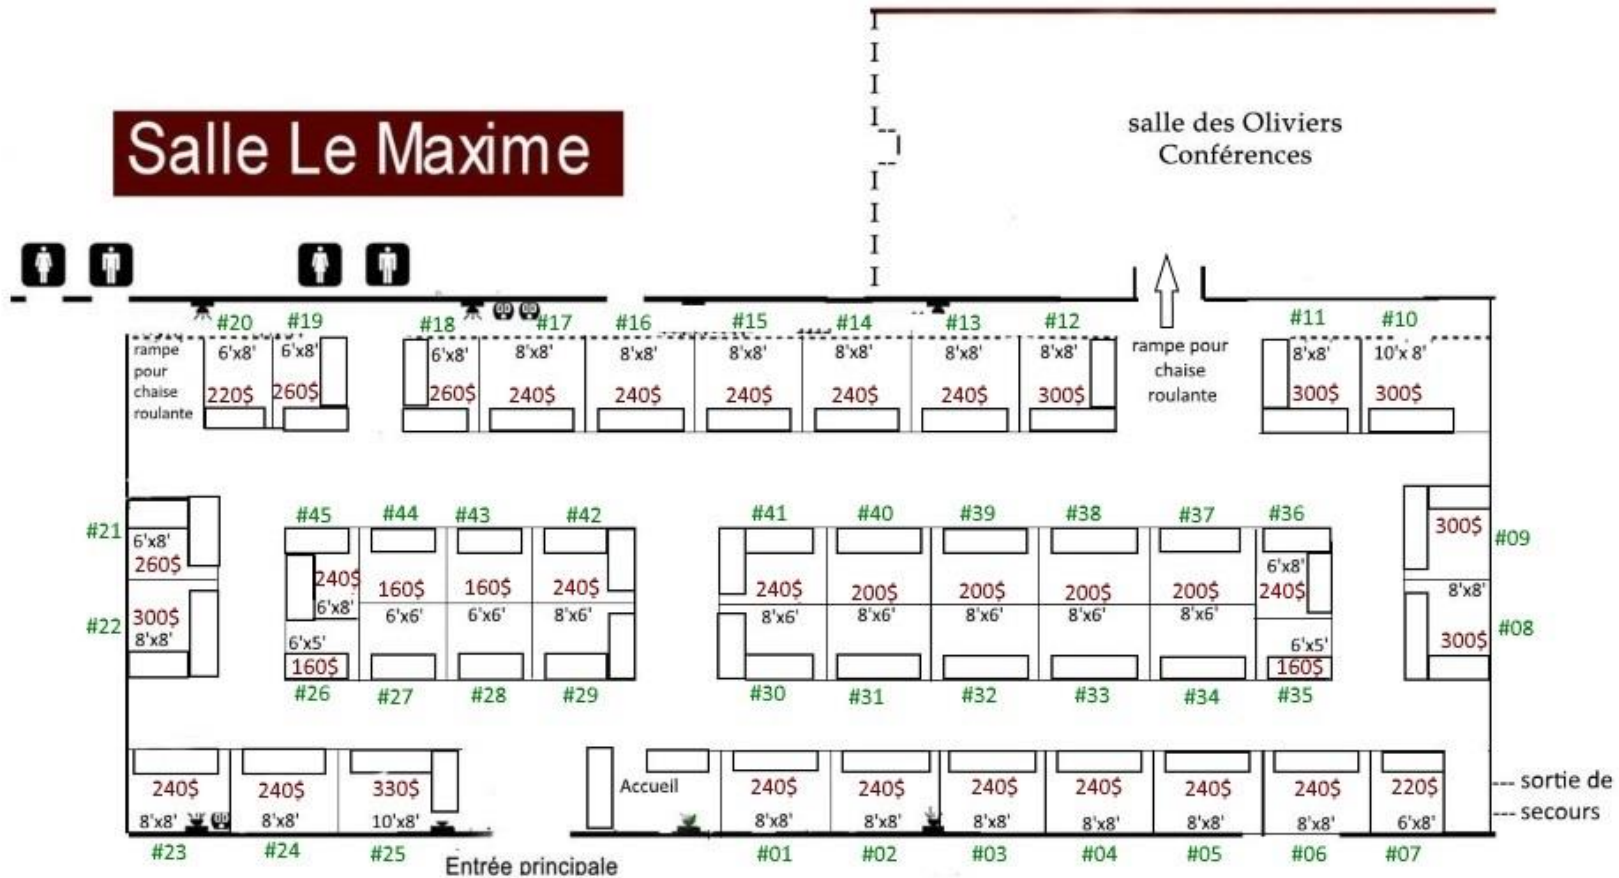 salle des Oliviers
Conférences
Salle Le Maxime
#20 #19 #18 #17 #16 #15 #14 #13 #12 #11 #10
rampe pour chaise roulante
6'x8' 6'x8' 6'x8' 8'x8' 8'x8' 8'x8' 8'x8' 8'x8' 8'x8' 8'x8' 10'x 8'
220$ 260$ 260$ 240$ 240$ 240$ 240$ 240$ 300$ 300$ 300$
rampe pour
chaise
roulante
#21
6'x8'
260$
#22
300$
8'x8'
#45 #44 #43 #42 #41 #40 #39 #38 #37 #36
240$ 160$ 160$ 240$ 240$ 200$ 200$ 200$ 200$ 240$
6'x8' 6'x6' 6'x6' 8'x6' 8'x6' 8'x6' 8'x6' 8'x6' 8'x6' 6'x8'
6'x5' 6'x5'
160$ 160$
#26 #27 #28 #29 #30 #31 #32 #33 #34 #35
300$
#09
8'x8'
#08
300$
240$ 240$ 330$ Accueil 240$ 240$ 240$ 240$ 240$ 240$ 220$
8'x8' 8'x8' 10'x8' 8'x8' 8'x8' 8'x8' 8'x8' 8'x8' 8'x8' 6'x8'
--- sortie de
--- secours
#23 #24 #25 #01 #02 #03 #04 #05 #06 #07
Entrée principale